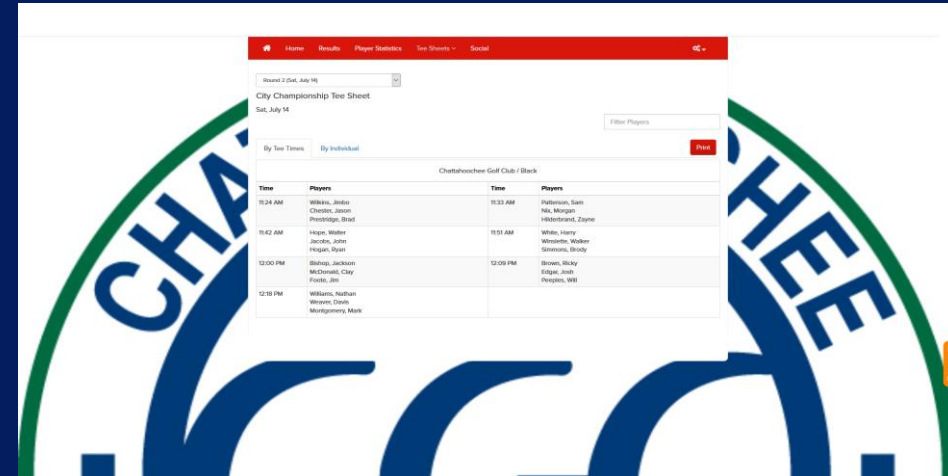 Home Results Player Statistics Tee Sheets Social
Round 2 (Sat, July 14)
City Championship Tee Sheet
Sat, July 14
Filter Players
By Tee Times By Individual Print
Chattahoochee Golf Club / Black
Time Players Time Players
11:24 AM Wilkins, Jimbo 11:33 AM Patterson, Sam
Chester, Jason Nix, Morgan
Prestridge, Brad Hilderbrand, Zayne
11:42 AM Hope, Walter 11:51 AM White, Harry
Jacobs, John Winslette, Walker
Hogan, Ryan Simmons, Brody
12:00 PM Bishop, Jackson 12:09 PM Brown, Ricky
McDonald, Clay Edgar, Josh
Foote, Jim Peeples, Will
12:18 PM Williams, Nathan
Weaver, Davis
Montgomery, Mark